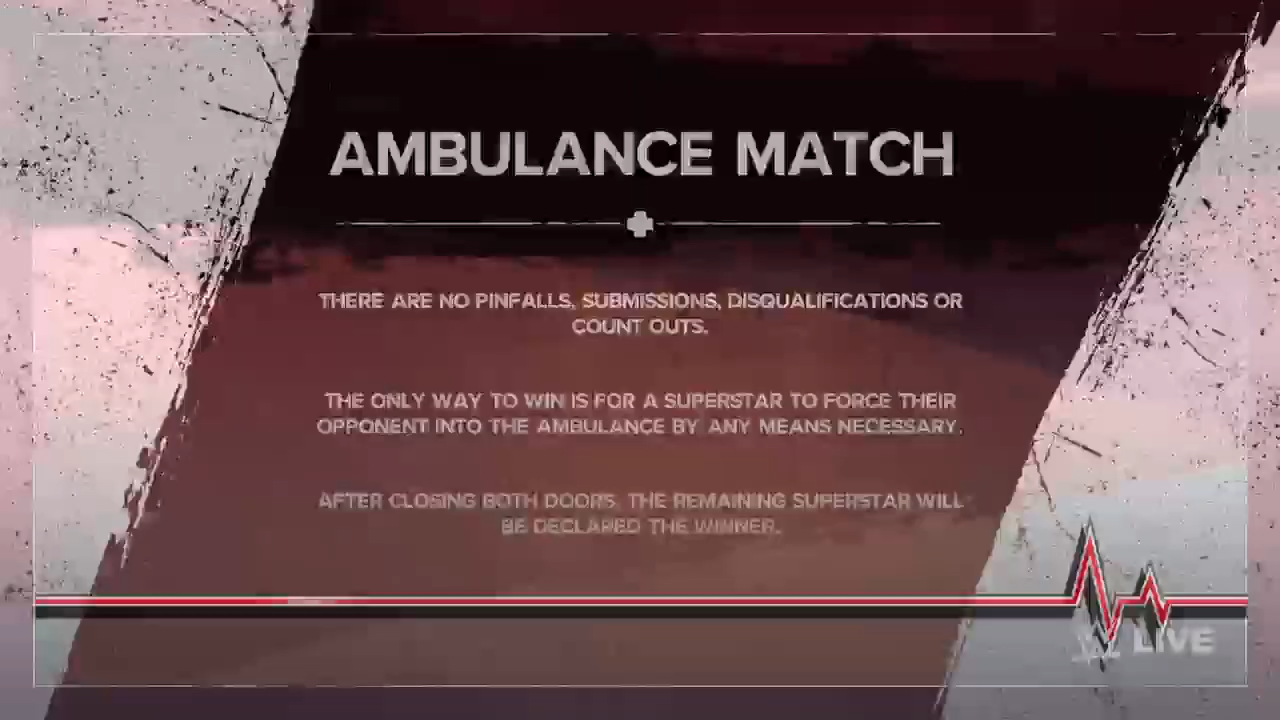 AMBULANCE MATCH
THERE ARE NO PINFALLS, SUBMISSIONS, DISQUALIFICATIONS OR
COUNT OUTS.
THE ONLY WAY TO WIN IS FOR A SUPERSTAR TO FORCE THEIR
OPPONENT INTO THE AMBULANCE BY ANY MEANS NECESSARY.
AFTER CLOSING BOTH DOORS, THE REMAINING SUPERSTAR WILL
BE DECLARED THE WINNER.
W LIVE